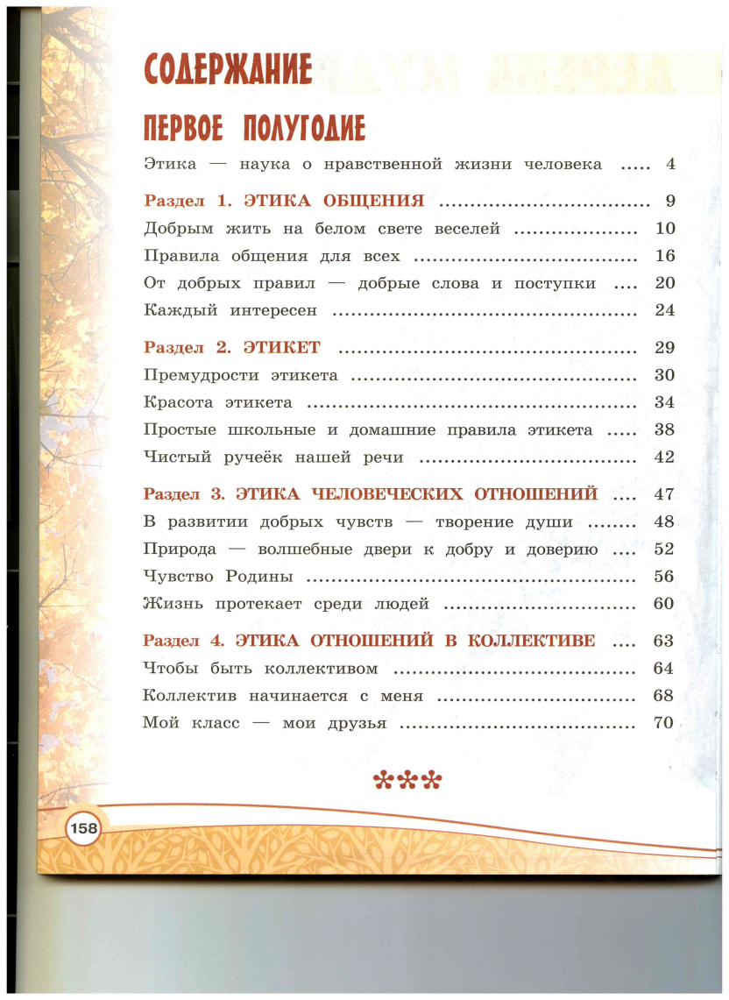 СОДЕРЖАНИЕ
ПЕРВОЕ ПОЛУГОДИЕ
Этика — наука о нравственной жизни человека ..... 4
Раздел 1. ЭТИКА ОБЩЕНИЯ .................................. 9
Добрым жить на белом свете веселей .................... 10
Правила общения для всех .................................... 16
От добрых правил — добрые слова и поступки .... 20
Каждый интересен ................................................. 24
Раздел 2. ЭТИКЕТ ................................................ 29
Премудрости этикета .............................................. 30
Красота этикета ..................................................... 34
Простые школьные и домашние правила этикета ..... 38
Чистый ручеёк нашей речи ................................... 42
Раздел 3. ЭТИКА ЧЕЛОВЕЧЕСКИХ ОТНОШЕНИЙ .... 47
В развитии добрых чувств — творение души ........ 48
Природа — волшебные двери к добру и доверию .... 52
Чувство Родины ..................................................... 56
Жизнь протекает среди людей ............................... 60
Раздел 4. ЭТИКА ОТНОШЕНИЙ В КОЛЛЕКТИВЕ .... 63
Чтобы быть коллективом ....................................... 64
Коллектив начинается с меня ................................ 68
Мой класс — мои друзья ...................................... 70
***
158